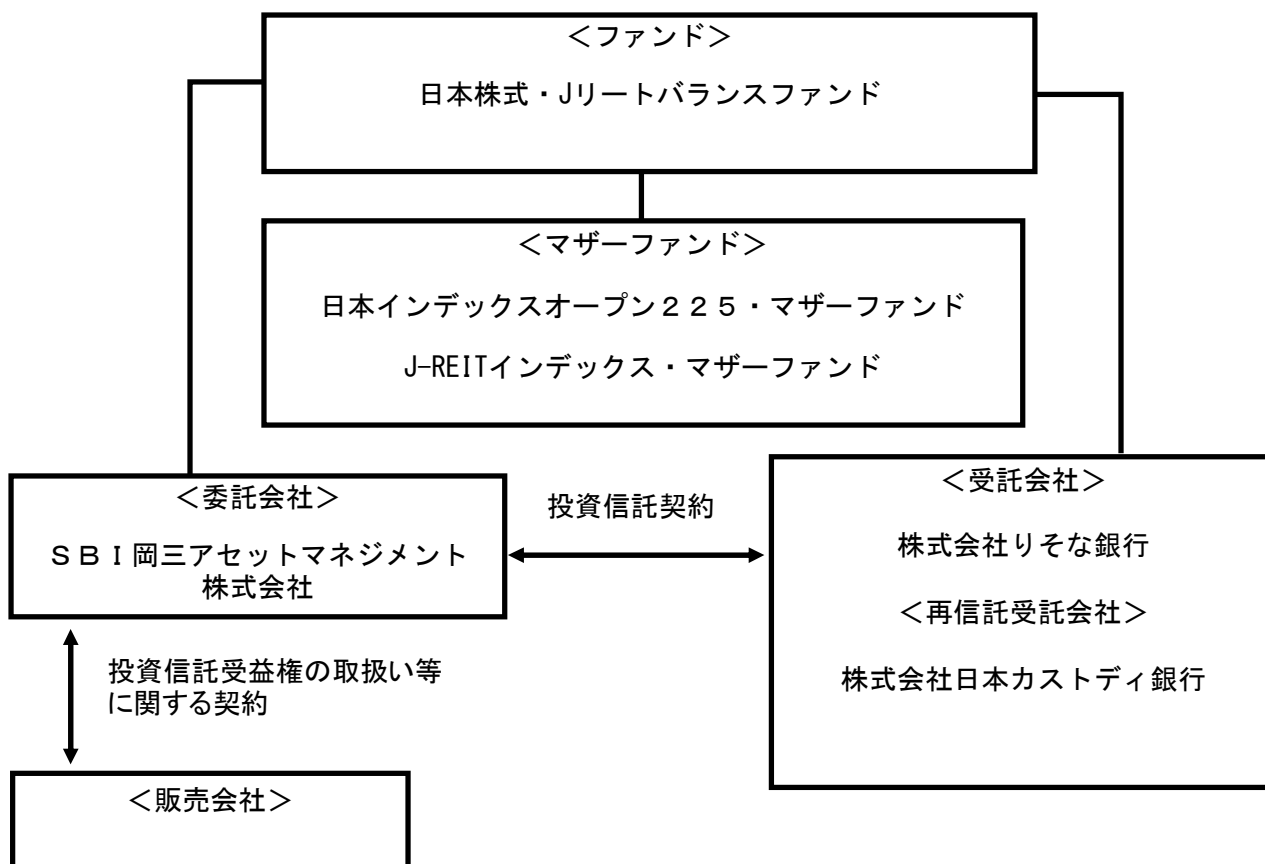 ＜ファンド＞
日本株式・Jリートバランスファンド
＜マザーファンド＞
日本インデックスオープン２２５・マザーファンド
J-REITインデックス・マザーファンド
＜委託会社＞
ＳＢＩ岡三アセットマネジメント
株式会社
投資信託契約
＜受託会社＞
株式会社りそな銀行
＜再信託受託会社＞
株式会社日本カストディ銀行
投資信託受益権の取扱い等
に関する契約
＜販売会社＞